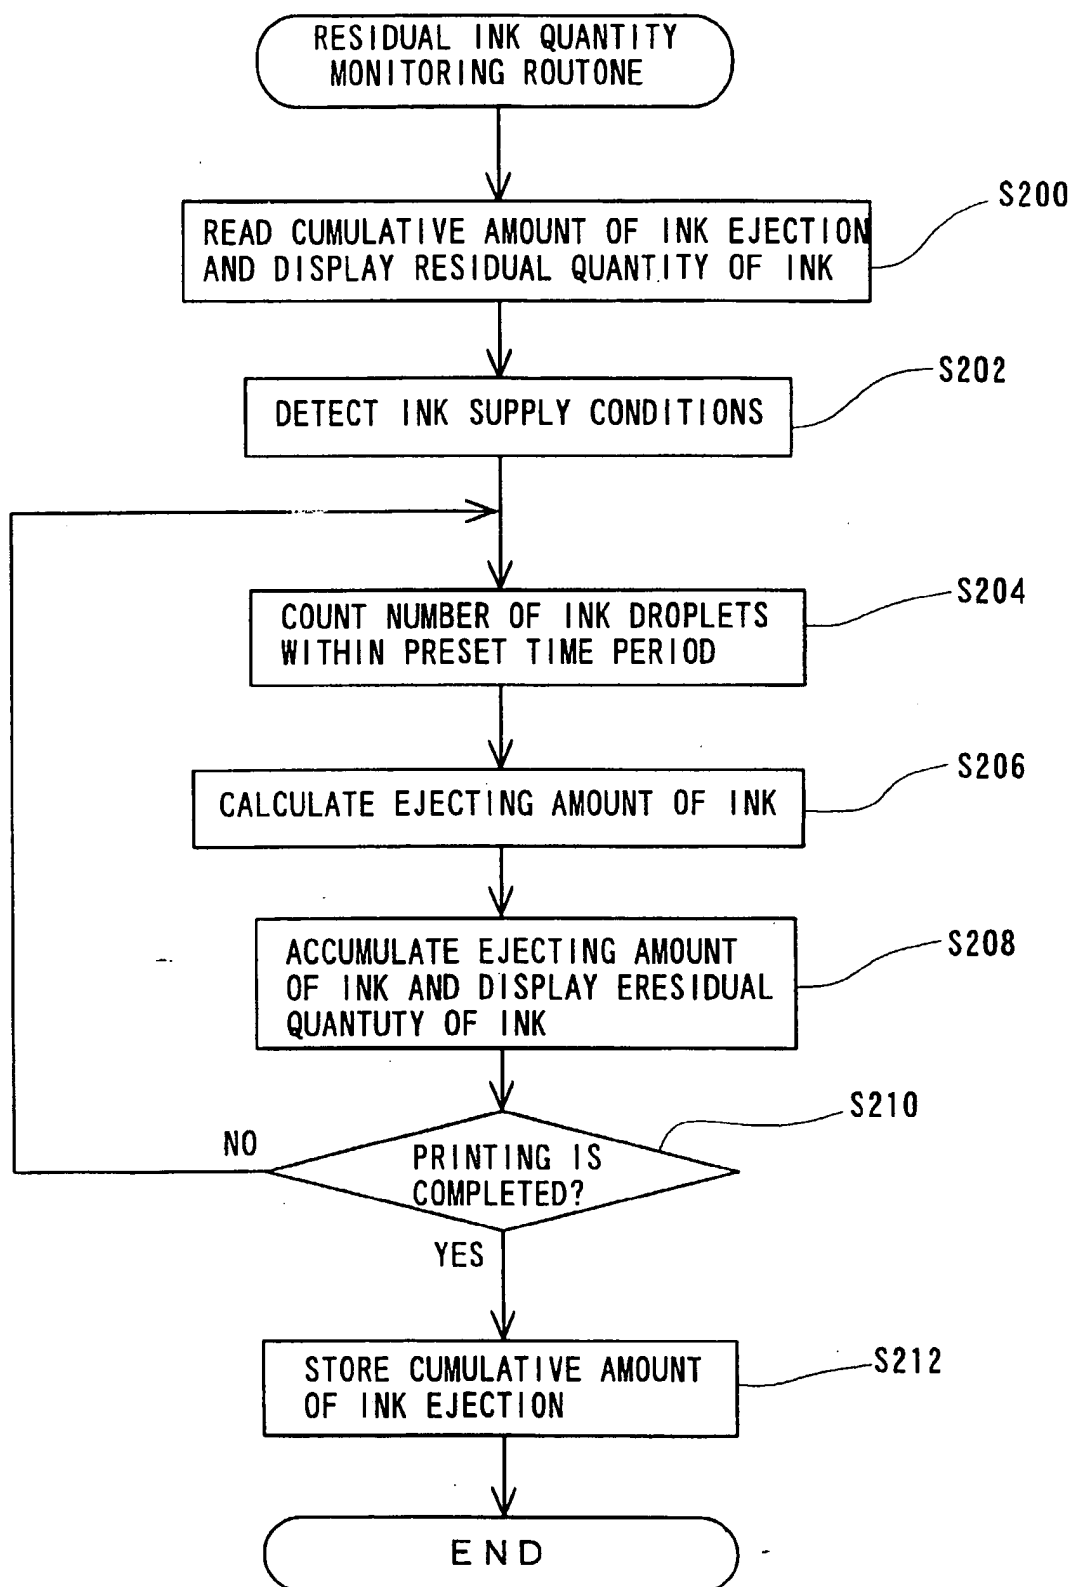 RESIDUAL INK QUANTITY
MONITORING ROUTONE
S200
READ CUMULATIVE AMOUNT OF INK EJECTION
AND DISPLAY RESIDUAL QUANTITY OF INK
S202
DETECT INK SUPPLY CONDITIONS
S204
COUNT NUMBER OF INK DROPLETS
WITHIN PRESET TIME PERIOD
S206
CALCULATE EJECTING AMOUNT OF INK
S208
ACCUMULATE EJECTING AMOUNT
OF INK AND DISPLAY ERESIDUAL
QUANTUTY OF INK
S210
NO
PRINTING IS
COMPLETED?
YES
S212
STORE CUMULATIVE AMOUNT
OF INK EJECTION
END